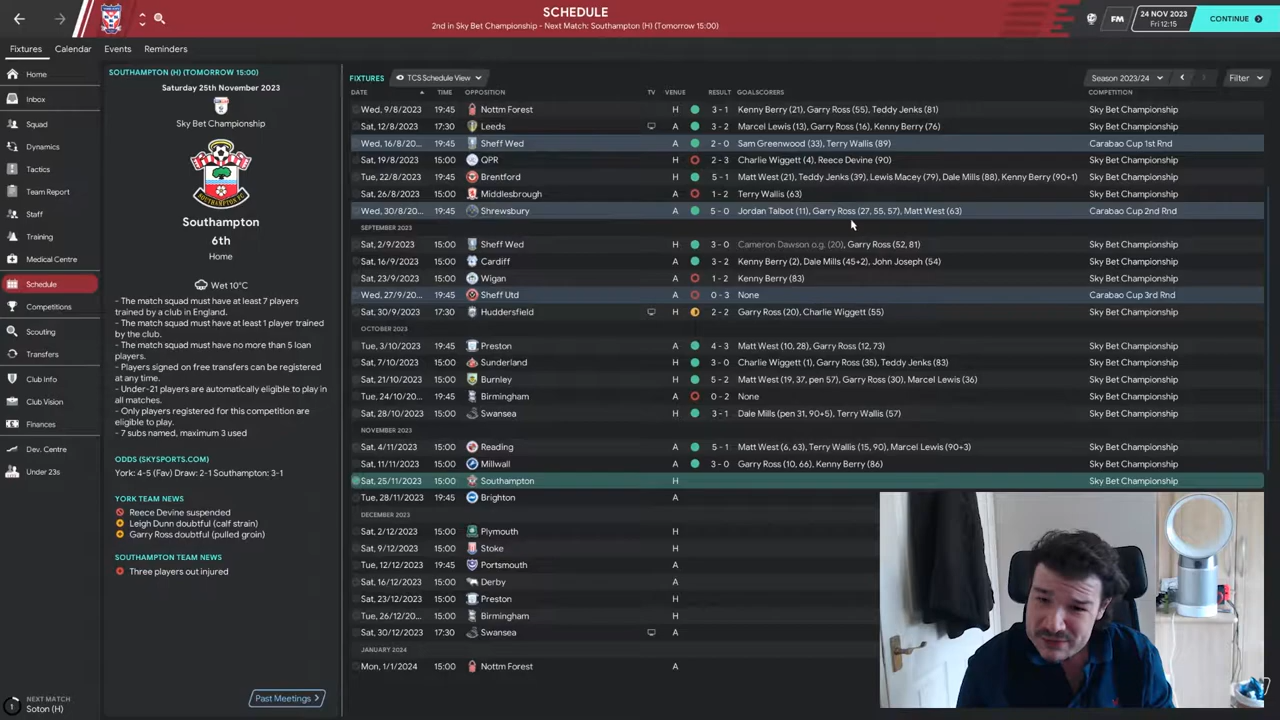 SCHEDULE
2nd in Sky Bet Championship - Next Match: Southampton (H) (Tomorrow 15:00)
FM
24 NOV 2023
Fri 12:15
CONTINUE
Fixtures Calendar Events Reminders
Home
Inbox
Squad
Dynamics
Tactics
Team Report
Staff
Training
Medical Centre
Schedule
Competitions
Scouting
Transfers
Club Info
Club Vision
Finances
Dev. Centre
Under 23s
NEXT MATCH
Soton (H)
SOUTHAMPTON (H) (TOMORROW 15:00)
Saturday 25th November 2023
Sky Bet Championship
Southampton
6th
Home
Wet 10°C
- The match squad must have at least 7 players
trained by a club in England.
- The match squad must have at least 1 player trained
by the club.
- The match squad must have no more than 5 loan
players.
- Players signed on free transfers can be registered
at any time.
- Under-21 players are automatically eligible to play in
all matches.
- Only players registered for this competition are
eligible to play.
- 7 subs named, maximum 3 used
ODDS (SKYSPORTS.COM)
York: 4-5 (Fav) Draw: 2-1 Southampton: 3-1
YORK TEAM NEWS
Reece Devine suspended
Leigh Dunn doubtful (calf strain)
Garry Ross doubtful (pulled groin)
SOUTHAMPTON TEAM NEWS
Three players out injured
Past Meetings
FIXTURES TCS Schedule View Season 2023/24 Filter
DATE TIME OPPOSITION TV VENUE RESULT GOALSCORERS COMPETITION
Wed, 9/8/2023 19:45 Nottm Forest H 3 - 1 Kenny Berry (21), Garry Ross (55), Teddy Jenks (81) Sky Bet Championship
Sat, 12/8/2023 17:30 Leeds A 3 - 2 Marcel Lewis (13), Garry Ross (16), Kenny Berry (76) Sky Bet Championship
Wed, 16/8/20... 19:45 Sheff Wed A 2 - 0 Sam Greenwood (33), Terry Wallis (89) Carabao Cup 1st Rnd
Sat, 19/8/2023 15:00 QPR H 2 - 3 Charlie Wiggett (4), Reece Devine (90) Sky Bet Championship
Tue, 22/8/2023 19:45 Brentford H 5 - 1 Matt West (21), Teddy Jenks (39), Lewis Macey (79), Dale Mills (88), Kenny Berry (90+1) Sky Bet Championship
Sat, 26/8/2023 15:00 Middlesbrough A 1 - 2 Terry Wallis (63) Sky Bet Championship
Wed, 30/8/20... 19:45 Shrewsbury A 5 - 0 Jordan Talbot (11), Garry Ross (27, 55, 57), Matt West (63) Carabao Cup 2nd Rnd
SEPTEMBER 2023
Sat, 2/9/2023 15:00 Sheff Wed H 3 - 0 Cameron Dawson o.g. (20), Garry Ross (52, 81) Sky Bet Championship
Sat, 16/9/2023 15:00 Cardiff A 3 - 2 Kenny Berry (2), Dale Mills (45+2), John Joseph (54) Sky Bet Championship
Sat, 23/9/2023 15:00 Wigan A 1 - 2 Kenny Berry (83) Sky Bet Championship
Wed, 27/9/20... 19:45 Sheff Utd A 0 - 3 None Carabao Cup 3rd Rnd
Sat, 30/9/2023 17:30 Huddersfield H 2 - 2 Garry Ross (20), Charlie Wiggett (55) Sky Bet Championship
OCTOBER 2023
Tue, 3/10/2023 19:45 Preston A 4 - 3 Matt West (10, 28), Garry Ross (12, 73) Sky Bet Championship
Sat, 7/10/2023 15:00 Sunderland H 3 - 0 Charlie Wiggett (1), Garry Ross (35), Teddy Jenks (83) Sky Bet Championship
Sat, 21/10/2023 15:00 Burnley A 5 - 2 Matt West (19, 37, pen 57), Garry Ross (30), Marcel Lewis (36) Sky Bet Championship
Tue, 24/10/20... 19:45 Birmingham A 0 - 2 None Sky Bet Championship
Sat, 28/10/2023 15:00 Swansea H 3 - 1 Dale Mills (pen 31, 90+5), Terry Wallis (57) Sky Bet Championship
NOVEMBER 2023
Sat, 4/11/2023 15:00 Reading A 5 - 1 Matt West (6, 63), Terry Wallis (15, 90), Marcel Lewis (90+3) Sky Bet Championship
Sat, 11/11/2023 15:00 Millwall A 3 - 0 Garry Ross (10, 66), Kenny Berry (86) Sky Bet Championship
Sat, 25/11/2023 15:00 Southampton H Sky Bet Championship
Tue, 28/11/2023 19:45 Brighton A
DECEMBER 2023
Sat, 2/12/2023 15:00 Plymouth H
Sat, 9/12/2023 15:00 Stoke H
Tue, 12/12/2023 19:45 Portsmouth A
Sat, 16/12/2023 15:00 Derby A
Sat, 23/12/2023 15:00 Preston H
Tue, 26/12/20... 15:00 Birmingham H
Sat, 30/12/2023 17:30 Swansea A
JANUARY 2024
Mon, 1/1/2024 15:00 Nottm Forest A